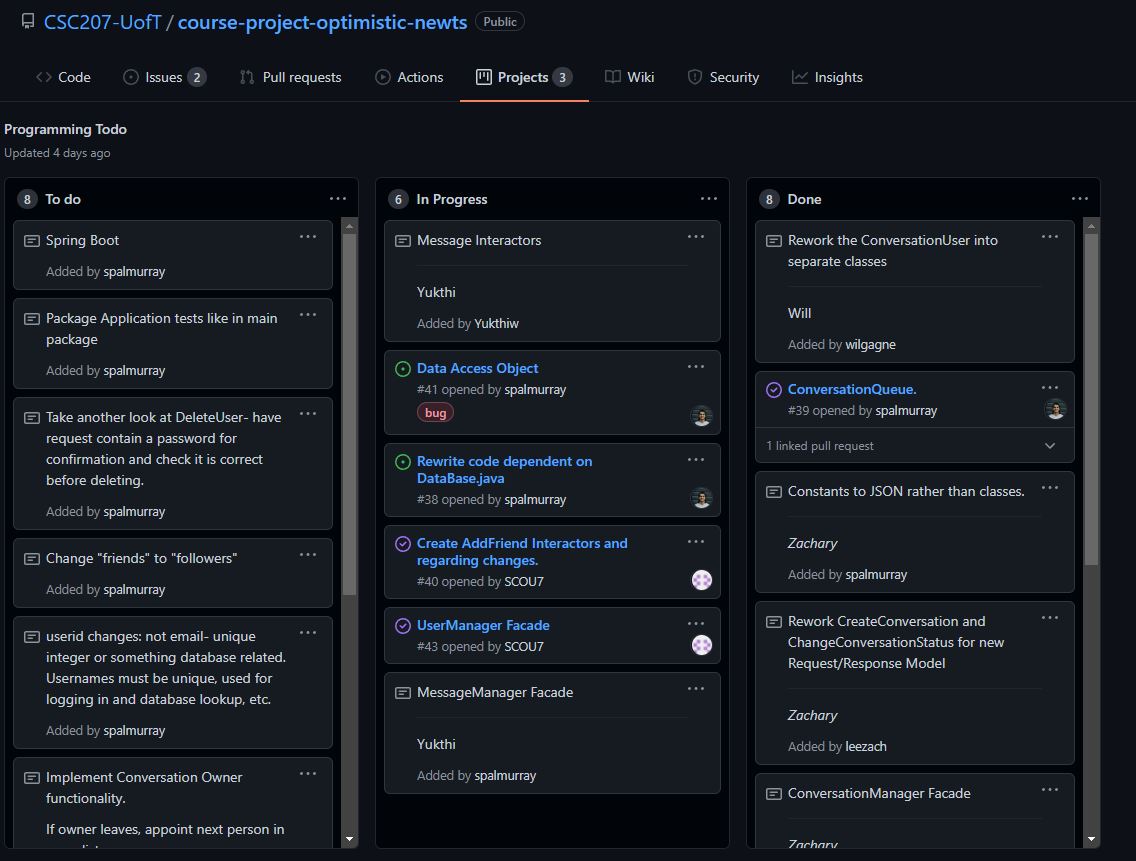 CSC207-UofT / course-project-optimistic-newts Public
Code Issues 2 Pull requests Actions Projects 3 Wiki Security Insights
Programming Todo
Updated 4 days ago
8 To do
Spring Boot
Added by spalmurray
Package Application tests like in main
package
Added by spalmurray
Take another look at DeleteUser- have
request contain a password for
confirmation and check it is correct
before deleting.
Added by spalmurray
Change "friends" to "followers"
Added by spalmurray
userid changes: not email- unique
integer or something database related.
Usernames must be unique, used for
logging in and database lookup, etc.
Added by spalmurray
Implement Conversation Owner
functionality.
If owner leaves, appoint next person in
6 In Progress
Message Interactors
Yukthi
Added by Yukthiw
Data Access Object
#41 opened by spalmurray
bug
Rewrite code dependent on
DataBase.java
#38 opened by spalmurray
Create AddFriend Interactors and
regarding changes.
#40 opened by SCOU7
UserManager Facade
#43 opened by SCOU7
MessageManager Facade
Yukthi
Added by spalmurray
8 Done
Rework the ConversationUser into
separate classes
Will
Added by wilgagne
ConversationQueue.
#39 opened by spalmurray
1 linked pull request
Constants to JSON rather than classes.
Zachary
Added by spalmurray
Rework CreateConversation and
ChangeConversationStatus for new
Request/Response Model
Zachary
Added by leezach
ConversationManager Facade
Zachary